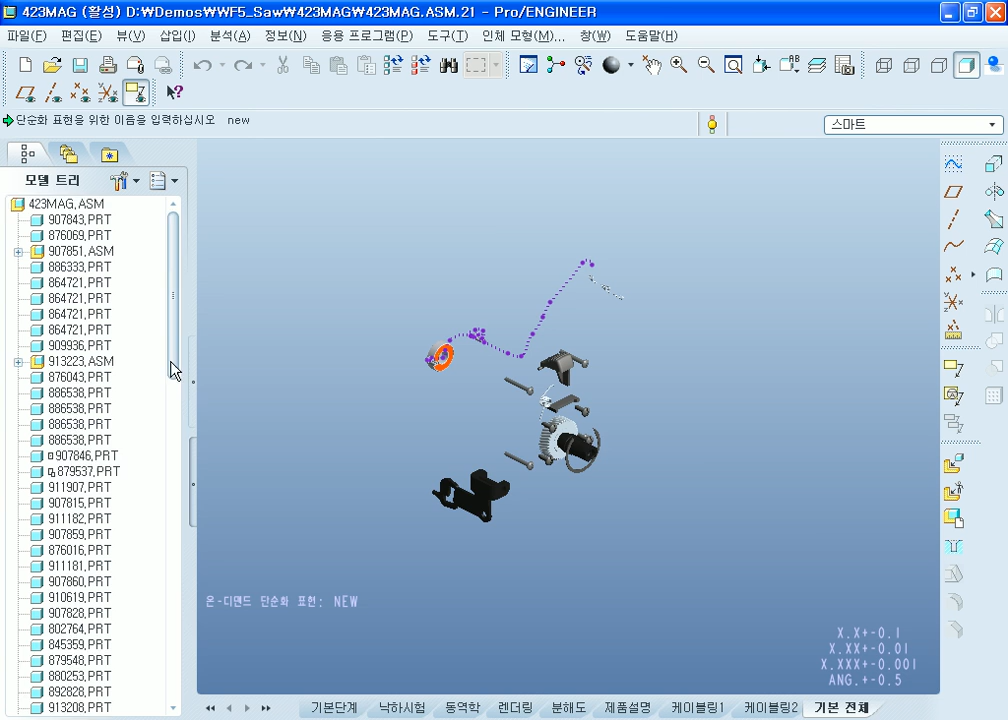 423MAG (활성) D:₩Demos₩WF5_Saw₩423MAG₩423MAG.ASM.21 - Pro/ENGINEER
파일(F) 편집(E) 뷰(V) 삽입(I) 분석(A) 정보(N) 응용 프로그램(P) 도구(T) 인체 모형(M)... 창(W) 도움말(H)
단순화 표현을 위한 이름을 입력하십시오 new
스마트
모델 트리
423MAG.ASM
907843.PRT
876069.PRT
907851.ASM
886333.PRT
864721.PRT
864721.PRT
864721.PRT
864721.PRT
909936.PRT
913223.ASM
876043.PRT
886538.PRT
886538.PRT
886538.PRT
886538.PRT
907846.PRT
879537.PRT
911907.PRT
907815.PRT
911182.PRT
907859.PRT
876016.PRT
911181.PRT
907860.PRT
910619.PRT
907828.PRT
802764.PRT
845359.PRT
879548.PRT
880253.PRT
892828.PRT
913208.PRT
온-디맨드 단순화 표현: NEW
X.X+-0.1
X.XX+-0.01
X.XXX+-0.001
ANG.+-0.5
기본단계 낙하시험 동역학 렌더링 분해도 제품설명 케이블링1 케이블링2 기본 전체